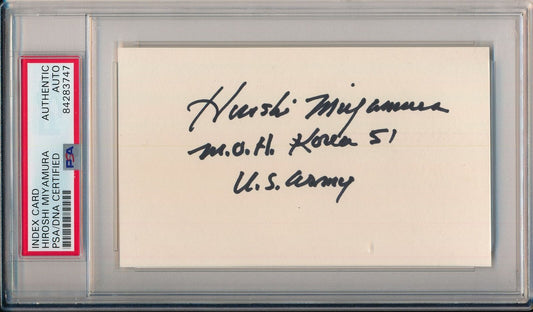 INDEX CARD
HIROSHI MIYAMURA
PSA/DNA CERTIFIED
AUTHENTIC
AUTO
84283747
PSA
Hiroshi Miyamura
M.O.H. Korea 51
U.S. Army